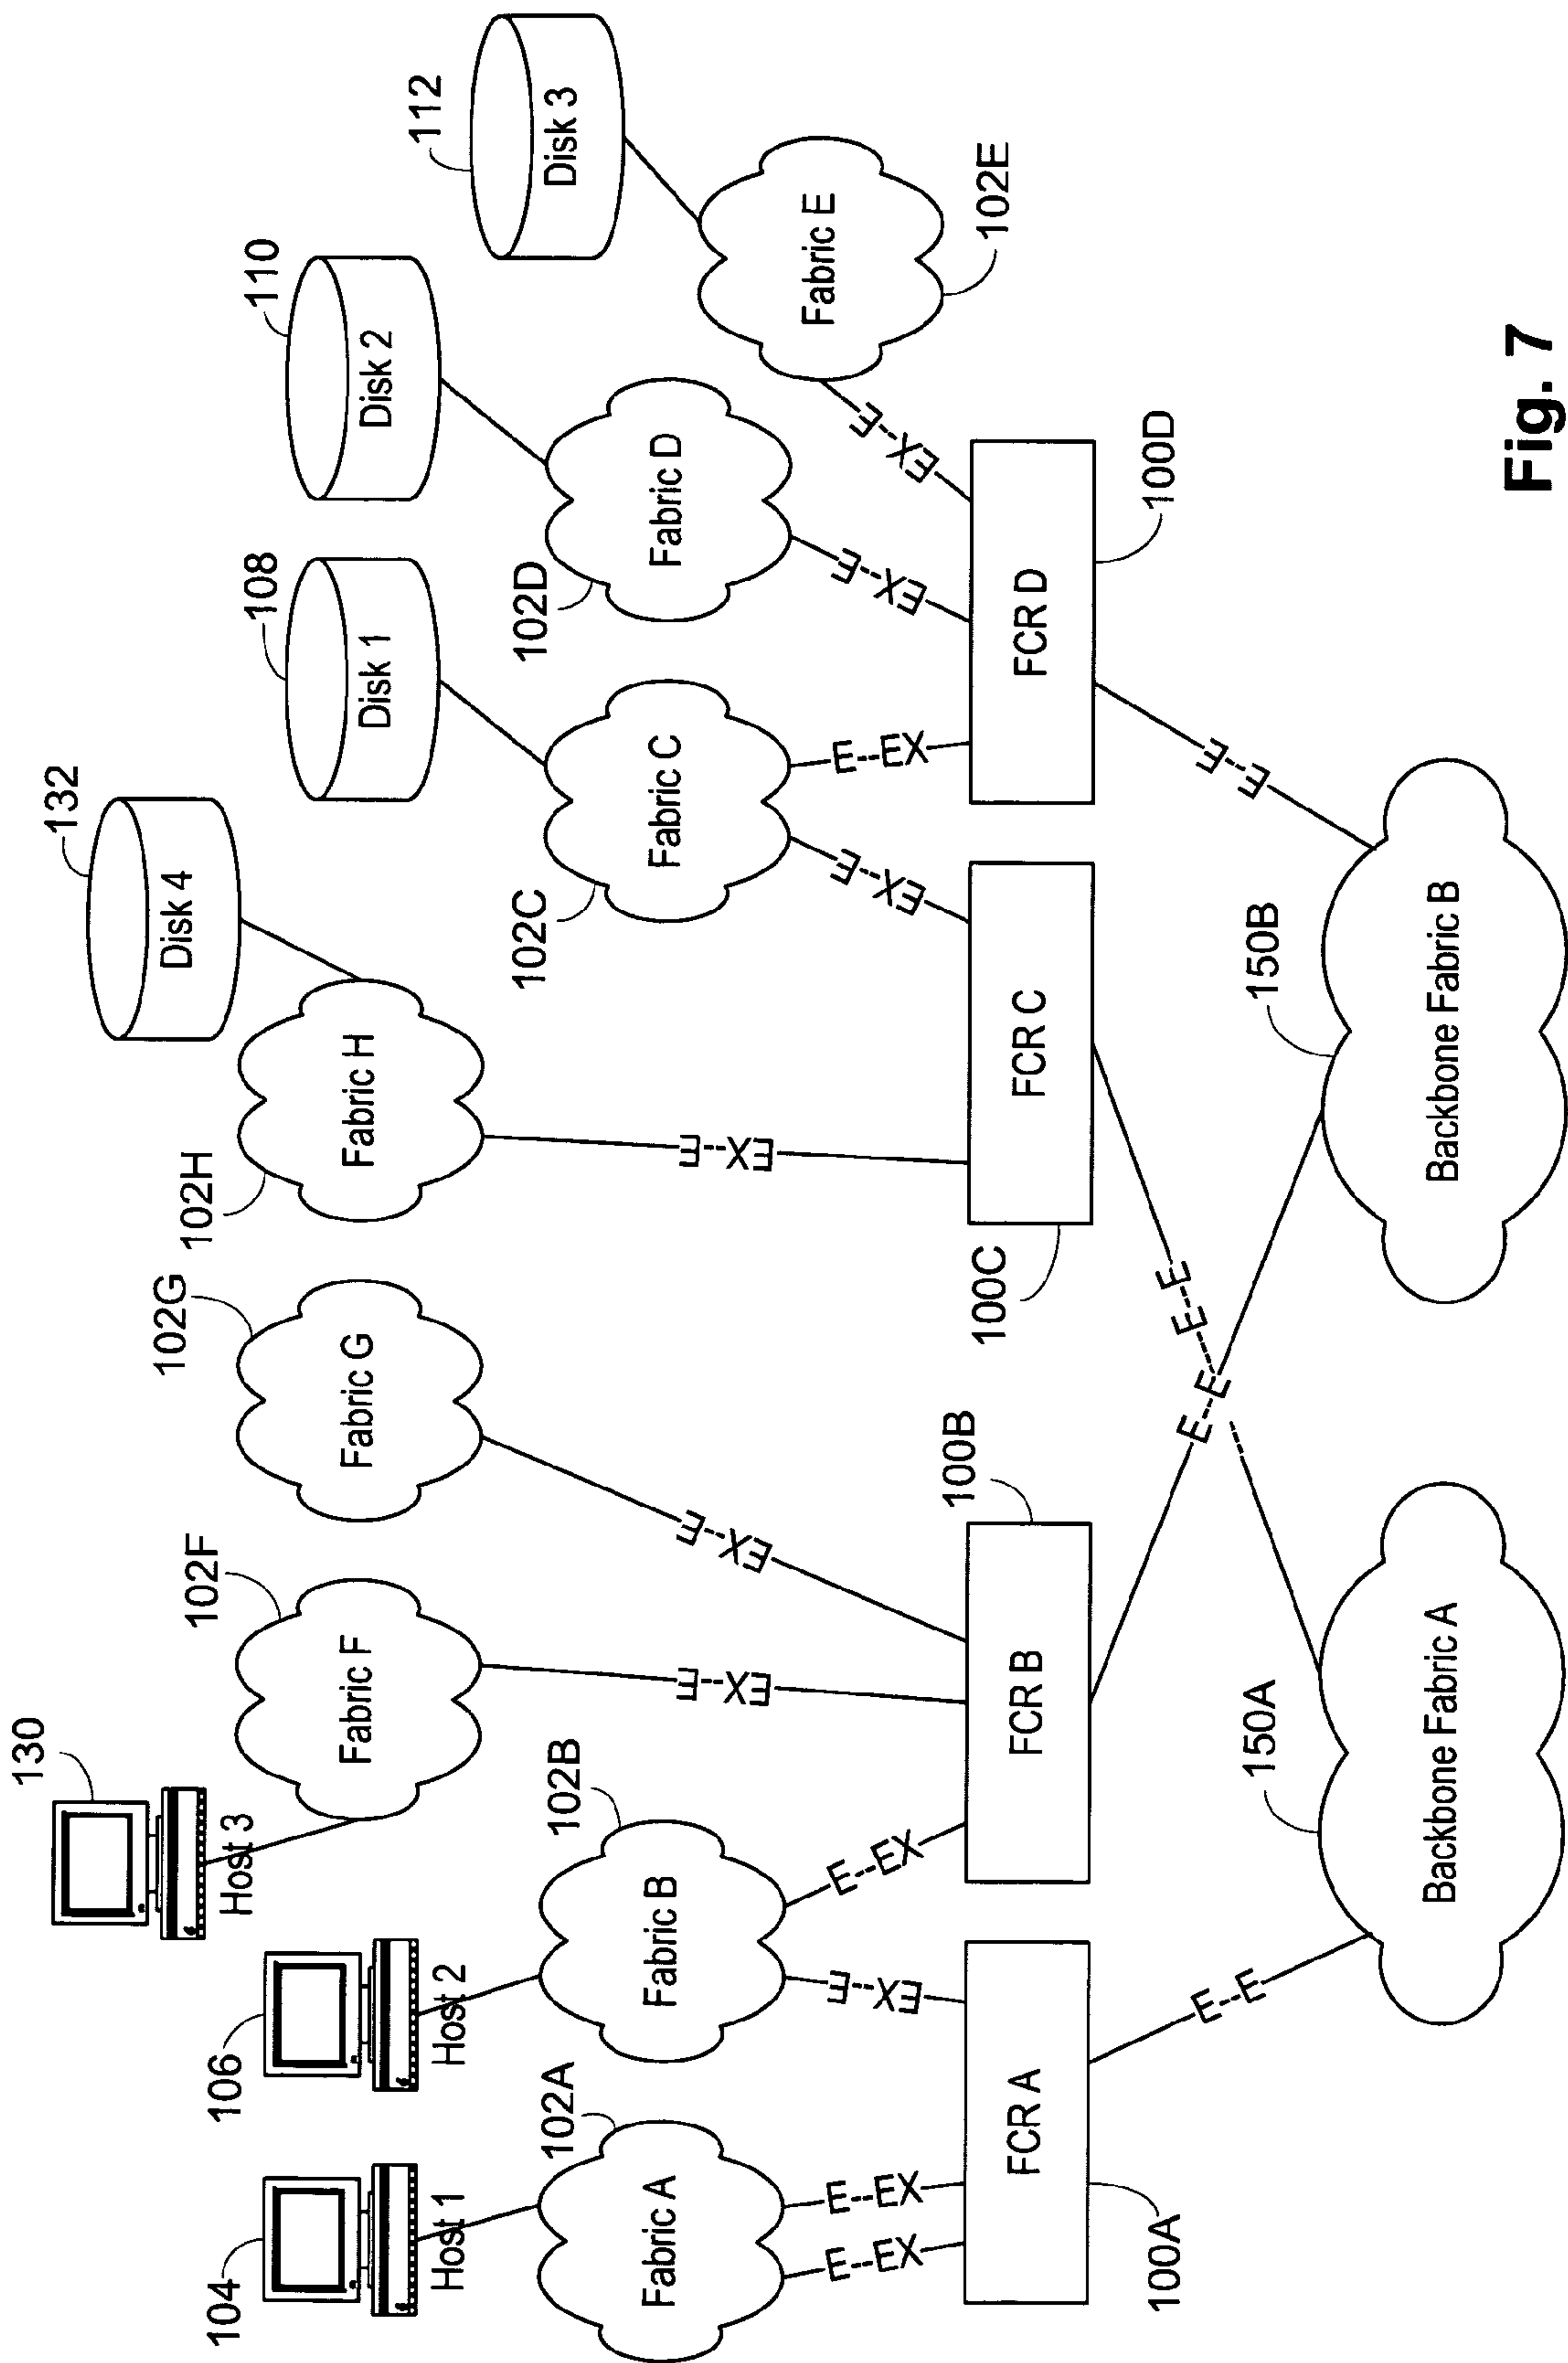 130
Host 3
104
Host 1
106
Host 2
102F
Fabric F
102G
Fabric G
102H
Fabric H
132
Disk 4
108
Disk 1
110
Disk 2
112
Disk 3
102A
Fabric A
102B
Fabric B
102C
Fabric C
102D
Fabric D
102E
Fabric E
E--EX
E--EX
E--EX
E--EX
E--EX
E--EX
E--EX
E--EX
E--EX
E--EX
E--EX
FCR A
100A
FCR B
100B
FCR C
100C
FCR D
100D
E--E
E--E
E--E
E--E
150A
Backbone Fabric A
150B
Backbone Fabric B
Fig. 7